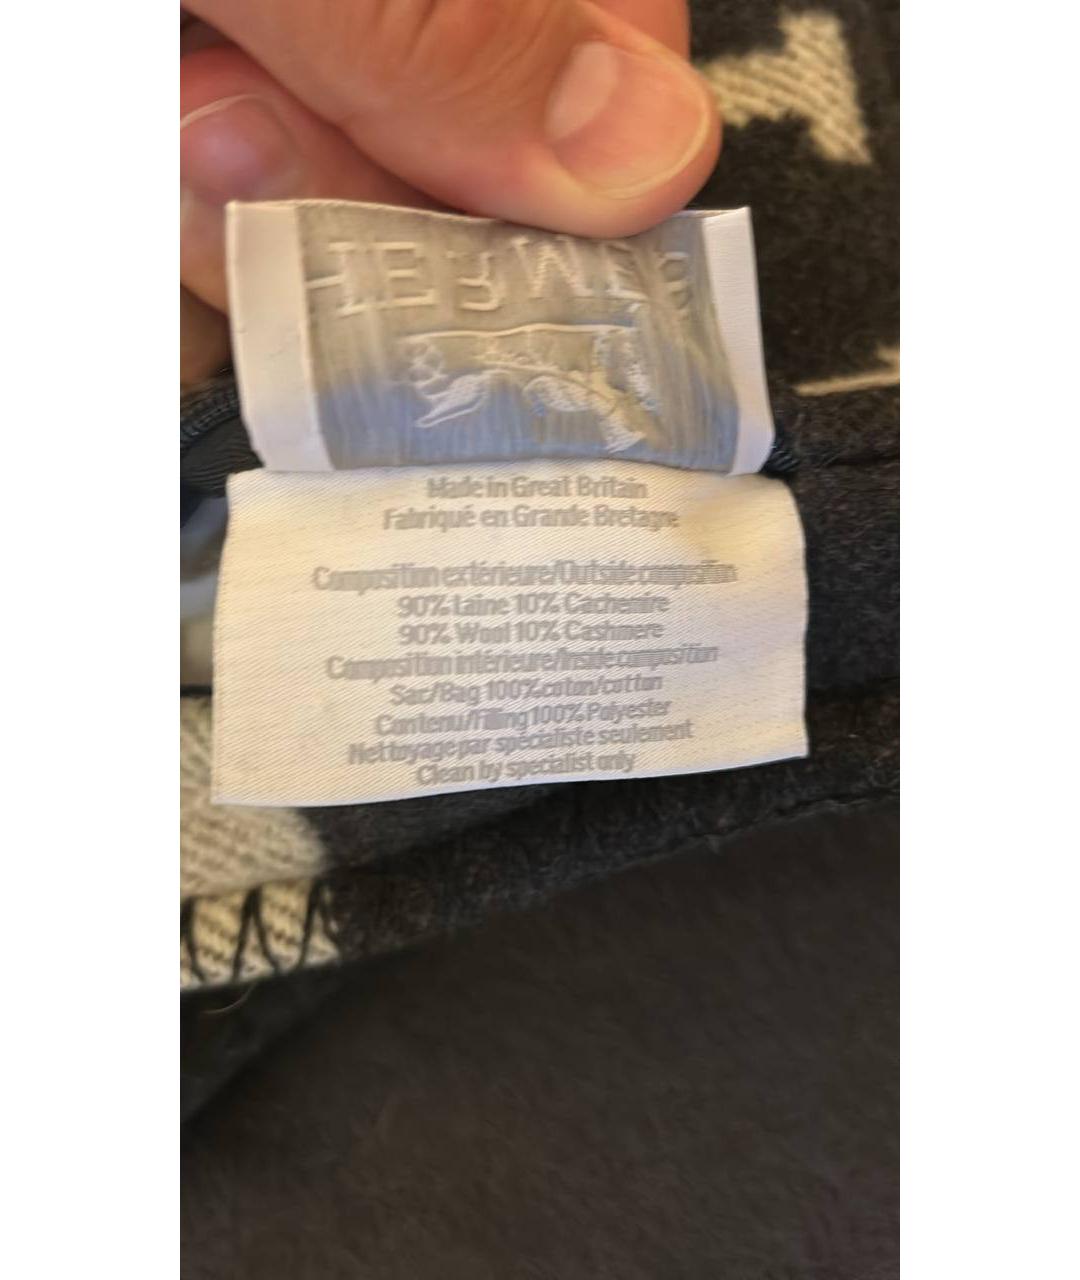 HERMES
Made in Great Britain
Fabriqué en Grande Bretagne
Composition extérieure/Outside composition
90% Laine 10% Cachemire
90% Wool 10% Cashmere
Composition intérieure/Inside composition
Sac/Bag 100% coton/cotton
Contenu/Filling 100% Polyester
Nettoyage par spécialiste seulement
Clean by specialist only